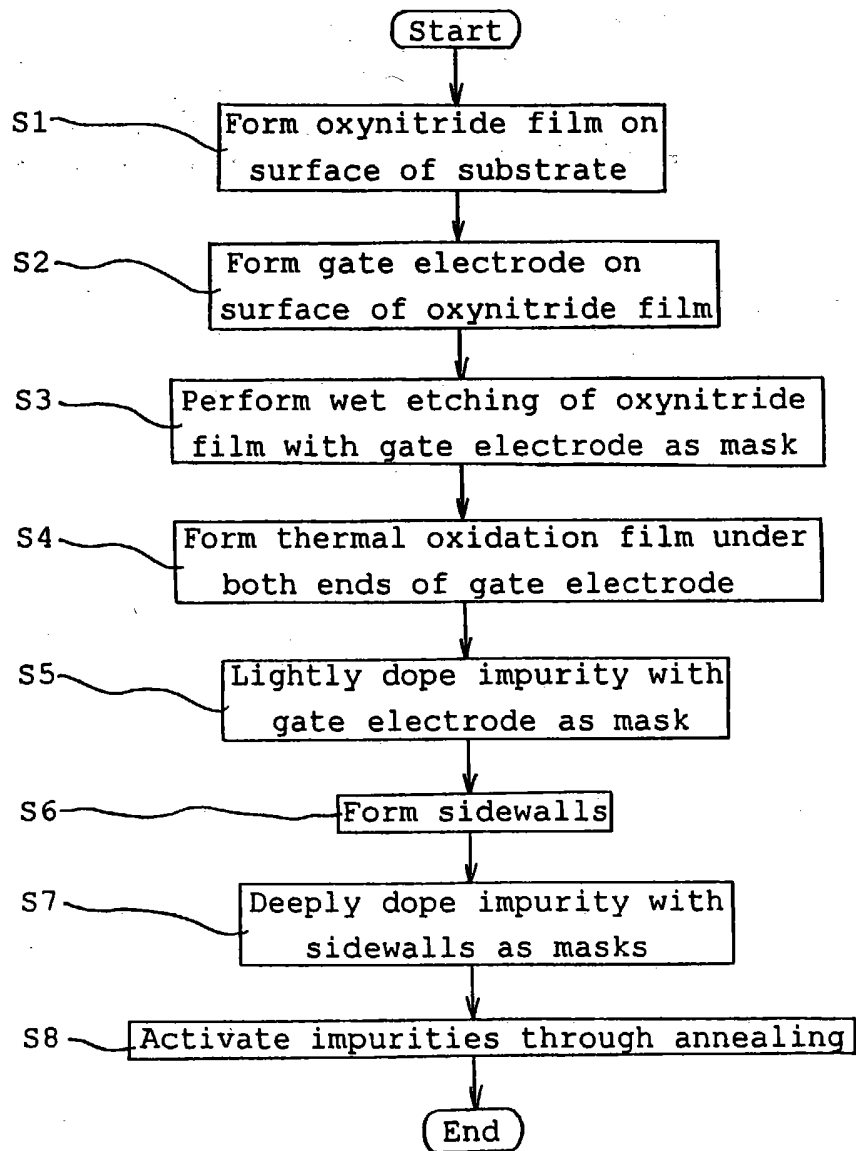 Start
S1
Form oxynitride film on
surface of substrate
S2
Form gate electrode on
surface of oxynitride film
S3
Perform wet etching of oxynitride
film with gate electrode as mask
S4
Form thermal oxidation film under
both ends of gate electrode
S5
Lightly dope impurity with
gate electrode as mask
S6
Form sidewalls
S7
Deeply dope impurity with
sidewalls as masks
S8
Activate impurities through annealing
End